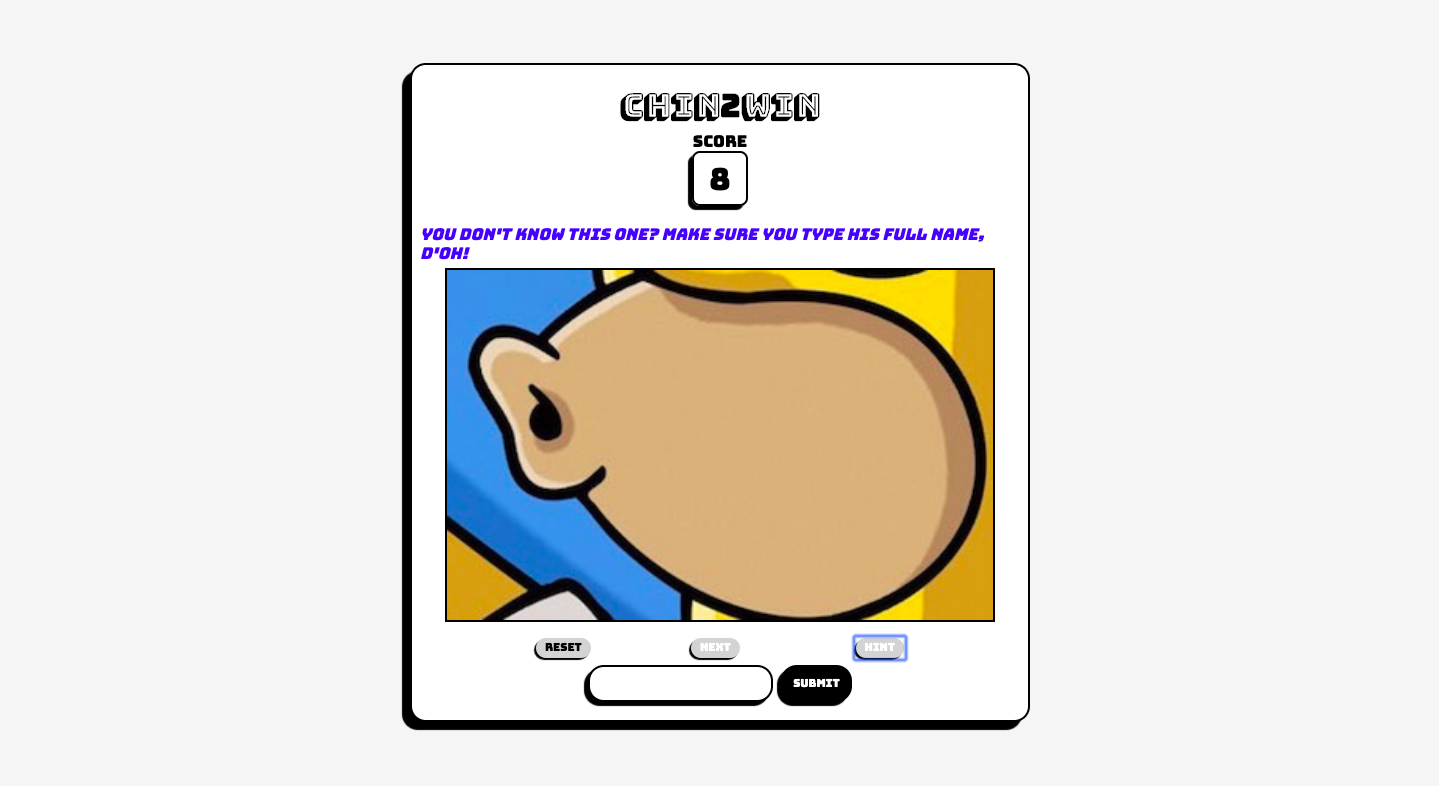 CHIN2WIN
SCORE
8
YOU DON'T KNOW THIS ONE? MAKE SURE YOU TYPE HIS FULL NAME,
D'OH!
RESET NEXT HINT
SUBMIT